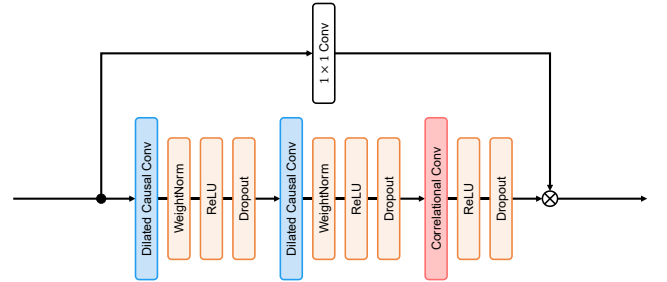 1 × 1 Conv
Dilated Causal Conv
WeightNorm
ReLU
Dropout
Dilated Causal Conv
WeightNorm
ReLU
Dropout
Correlational Conv
ReLU
Dropout